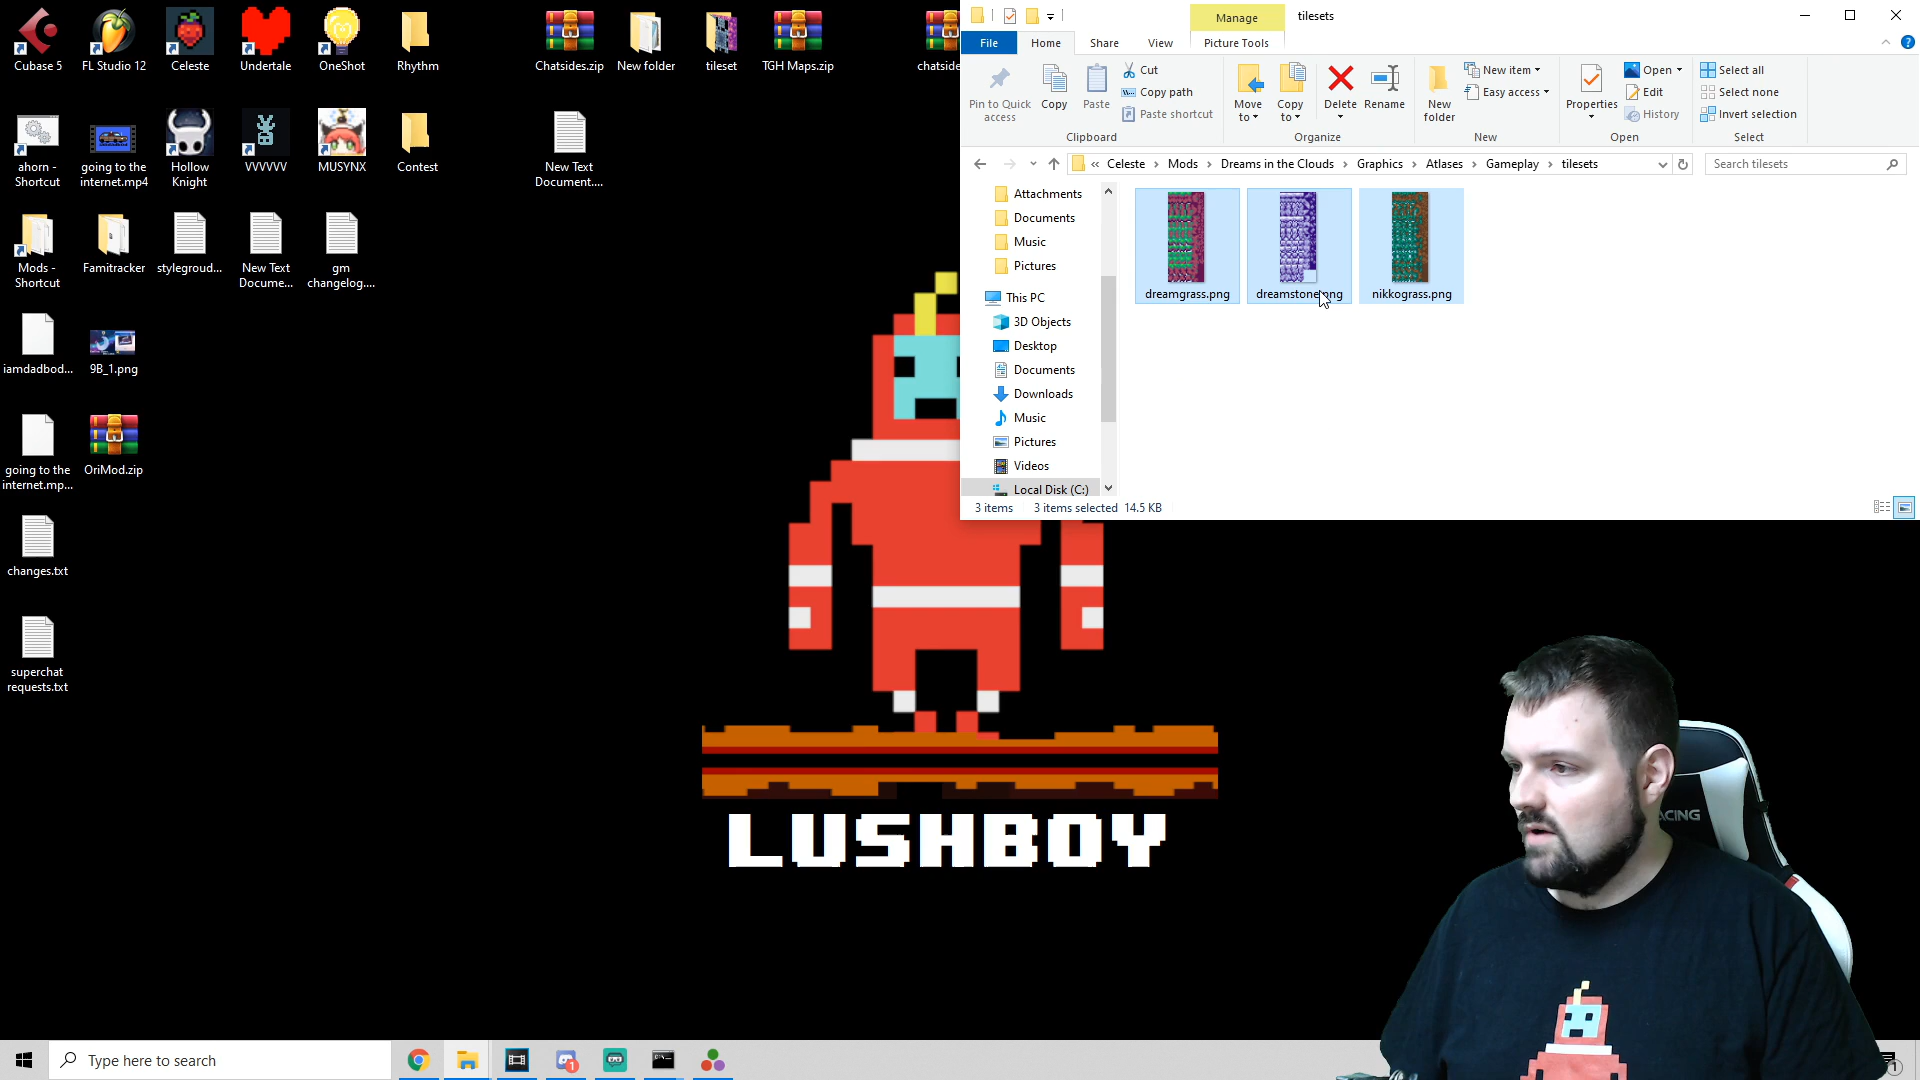 Cubase 5
FL Studio 12
Celeste
Undertale
OneShot
Rhythm
Chatsides.zip
New folder
tileset
TGH Maps.zip
chatside
ahorn -
Shortcut
going to the
internet.mp4
Hollow
Knight
VVVVVV
MUSYNX
Contest
New Text
Document....
Mods -
Shortcut
Famitracker
stylegroud...
New Text
Docume...
gm
changelog....
iamdadbod...
9B_1.png
going to the
internet.mp...
OriMod.zip
changes.txt
superchat
requests.txt
Manage
tilesets
File
Home
Share
View
Picture Tools
Pin to Quick
access
Copy
Paste
Cut
Copy path
Paste shortcut
Clipboard
Move
to
Copy
to
Delete
Rename
Organize
New
folder
New item
Easy access
New
Properties
Open
Edit
History
Open
Select all
Select none
Invert selection
Select
« Celeste > Mods > Dreams in the Clouds > Graphics > Atlases > Gameplay > tilesets
Search tilesets
Attachments
Documents
Music
Pictures
This PC
3D Objects
Desktop
Documents
Downloads
Music
Pictures
Videos
Local Disk (C:)
dreamgrass.png
dreamstone.png
nikkograss.png
3 items
3 items selected
14.5 KB
LUSHBOY
ACING
Type here to search
1
1